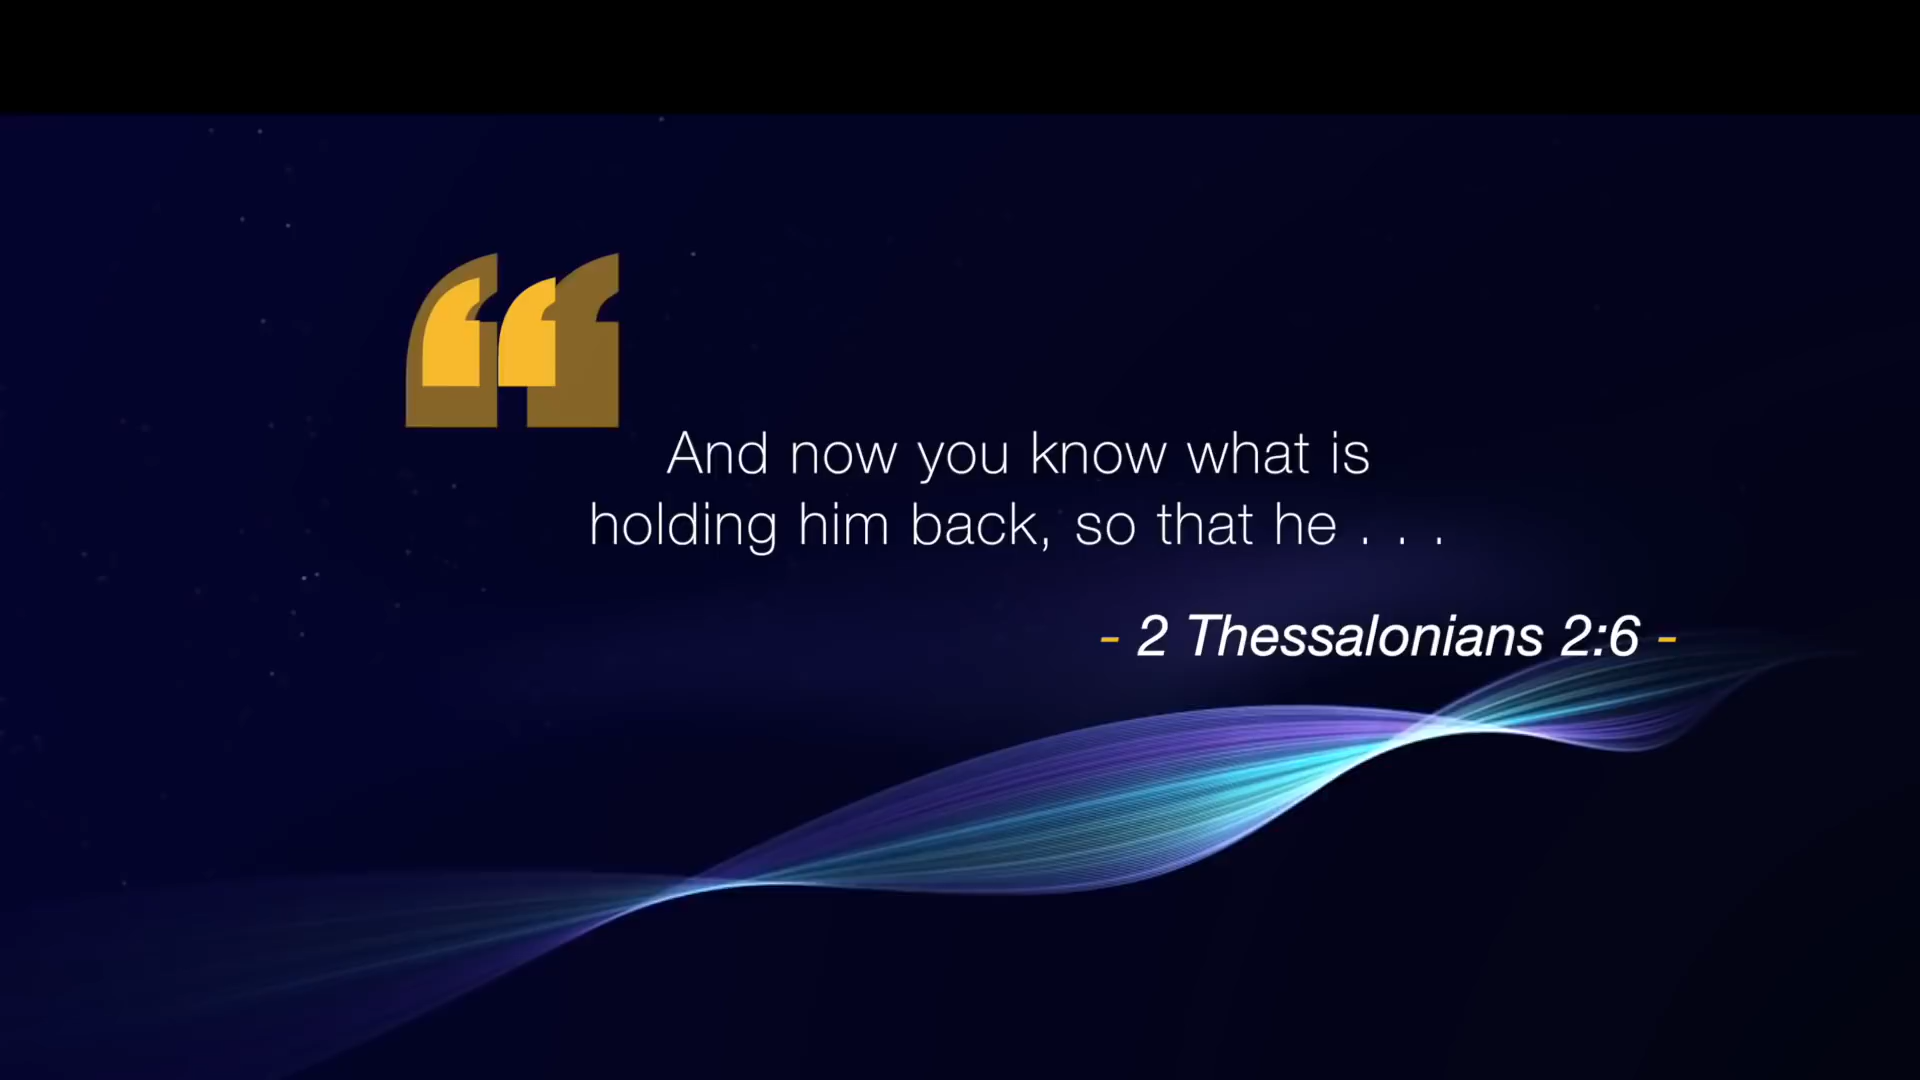 And now you know what is
holding him back, so that he . . .
- 2 Thessalonians 2:6 -